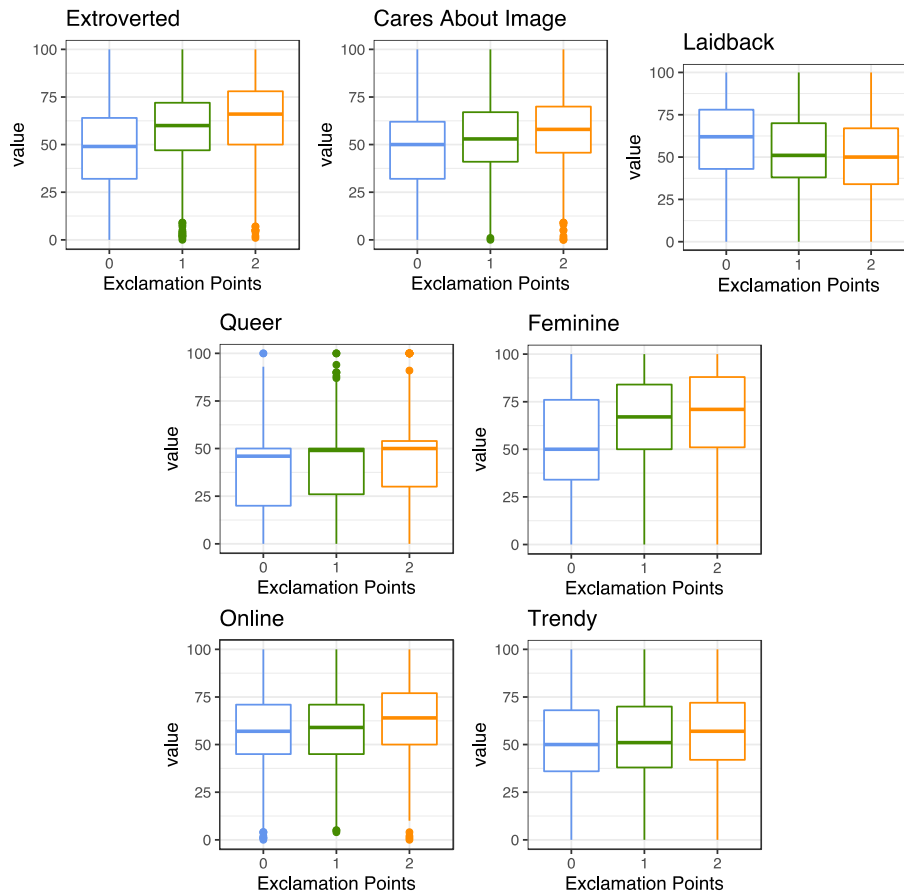 Extroverted
100
75
50
25
0
value
0 1 2
Exclamation Points
Cares About Image
100
75
50
25
0
value
0 1 2
Exclamation Points
Laidback
100
75
50
25
0
value
0 1 2
Exclamation Points
Queer
100
75
50
25
0
value
0 1 2
Exclamation Points
Feminine
100
75
50
25
0
value
0 1 2
Exclamation Points
Online
100
75
50
25
0
value
0 1 2
Exclamation Points
Trendy
100
75
50
25
0
value
0 1 2
Exclamation Points